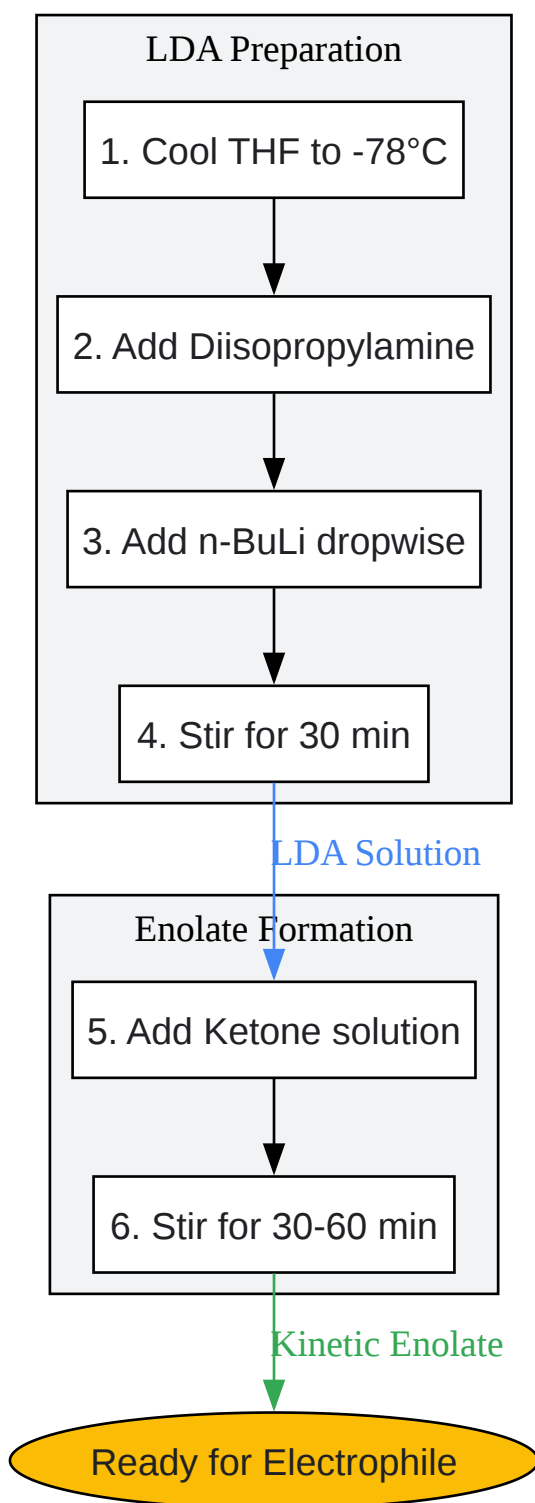 LDA Preparation
1. Cool THF to -78°C
2. Add Diisopropylamine
3. Add n-BuLi dropwise
4. Stir for 30 min
LDA Solution
Enolate Formation
5. Add Ketone solution
6. Stir for 30-60 min
Kinetic Enolate
Ready for Electrophile